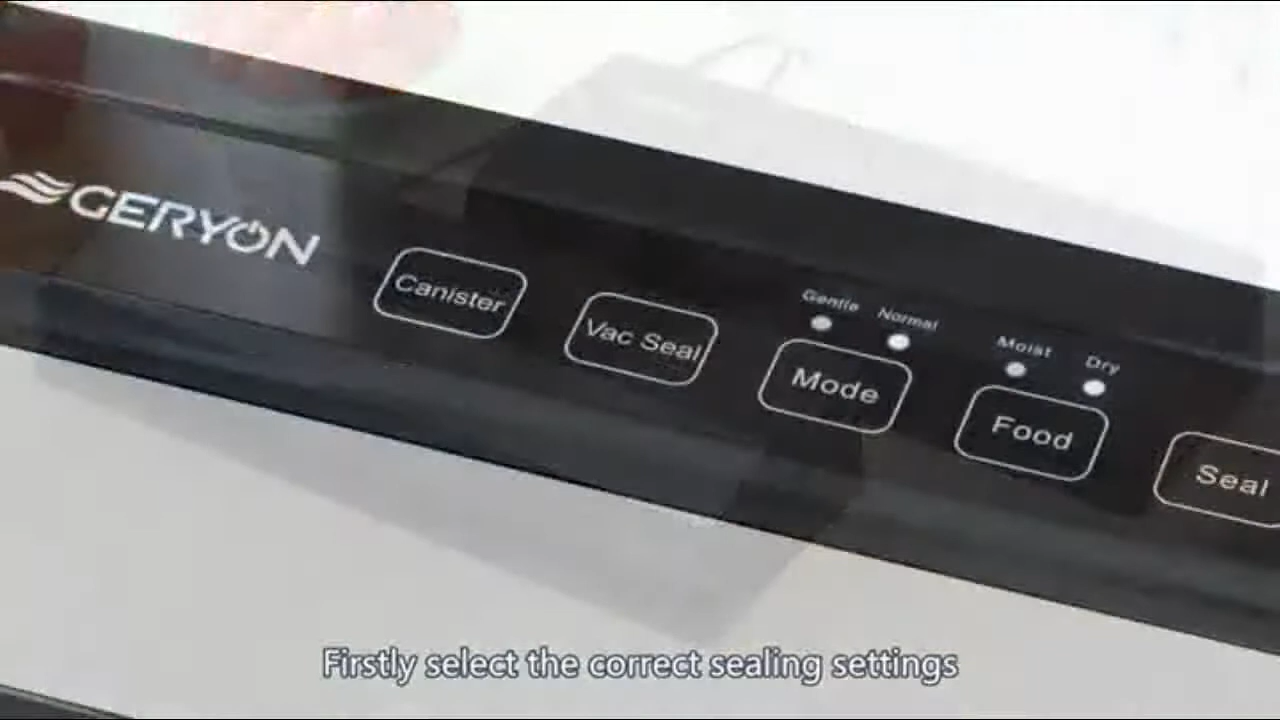 GERYON
Canister
Vac Seal
Gentle Normal
Mode
Moist Dry
Food
Seal
Firstly select the correct sealing settings